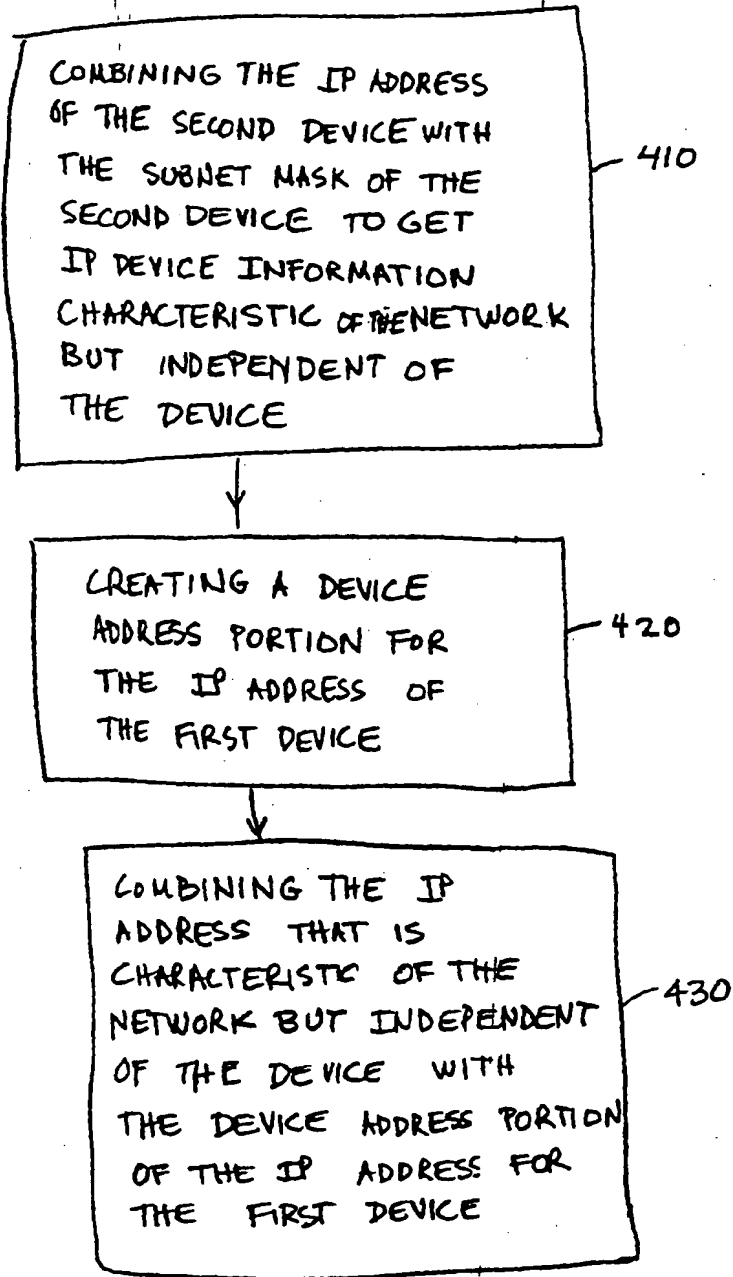 COMBINING THE IP ADDRESS
OF THE SECOND DEVICE WITH
THE SUBNET MASK OF THE
SECOND DEVICE TO GET
IP DEVICE INFORMATION
CHARACTERISTIC OF THE NETWORK
BUT INDEPENDENT OF
THE DEVICE
410
CREATING A DEVICE
ADDRESS PORTION FOR
THE IP ADDRESS OF
THE FIRST DEVICE
420
COMBINING THE IP
ADDRESS THAT IS
CHARACTERISTIC OF THE
NETWORK BUT INDEPENDENT
OF THE DEVICE WITH
THE DEVICE ADDRESS PORTION
OF THE IP ADDRESS FOR
THE FIRST DEVICE
430